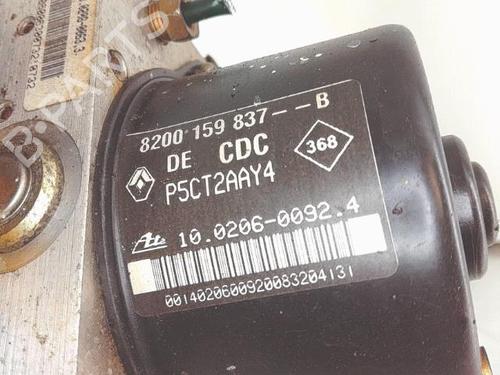 8200 159 837--B
DE CDC
368
P5CT2AAY4
Ate 10.0206-0092.4
00140206009200832041З1
B-PARTS